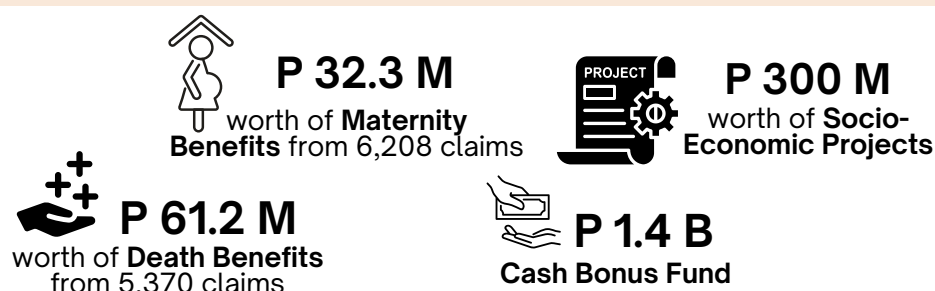 P 32.3 M
worth of Maternity
Benefits from 6,208 claims
PROJECT
P 300 M
worth of Socio-
Economic Projects
P 61.2 M
worth of Death Benefits
from 5,370 claims
P 1.4 B
Cash Bonus Fund